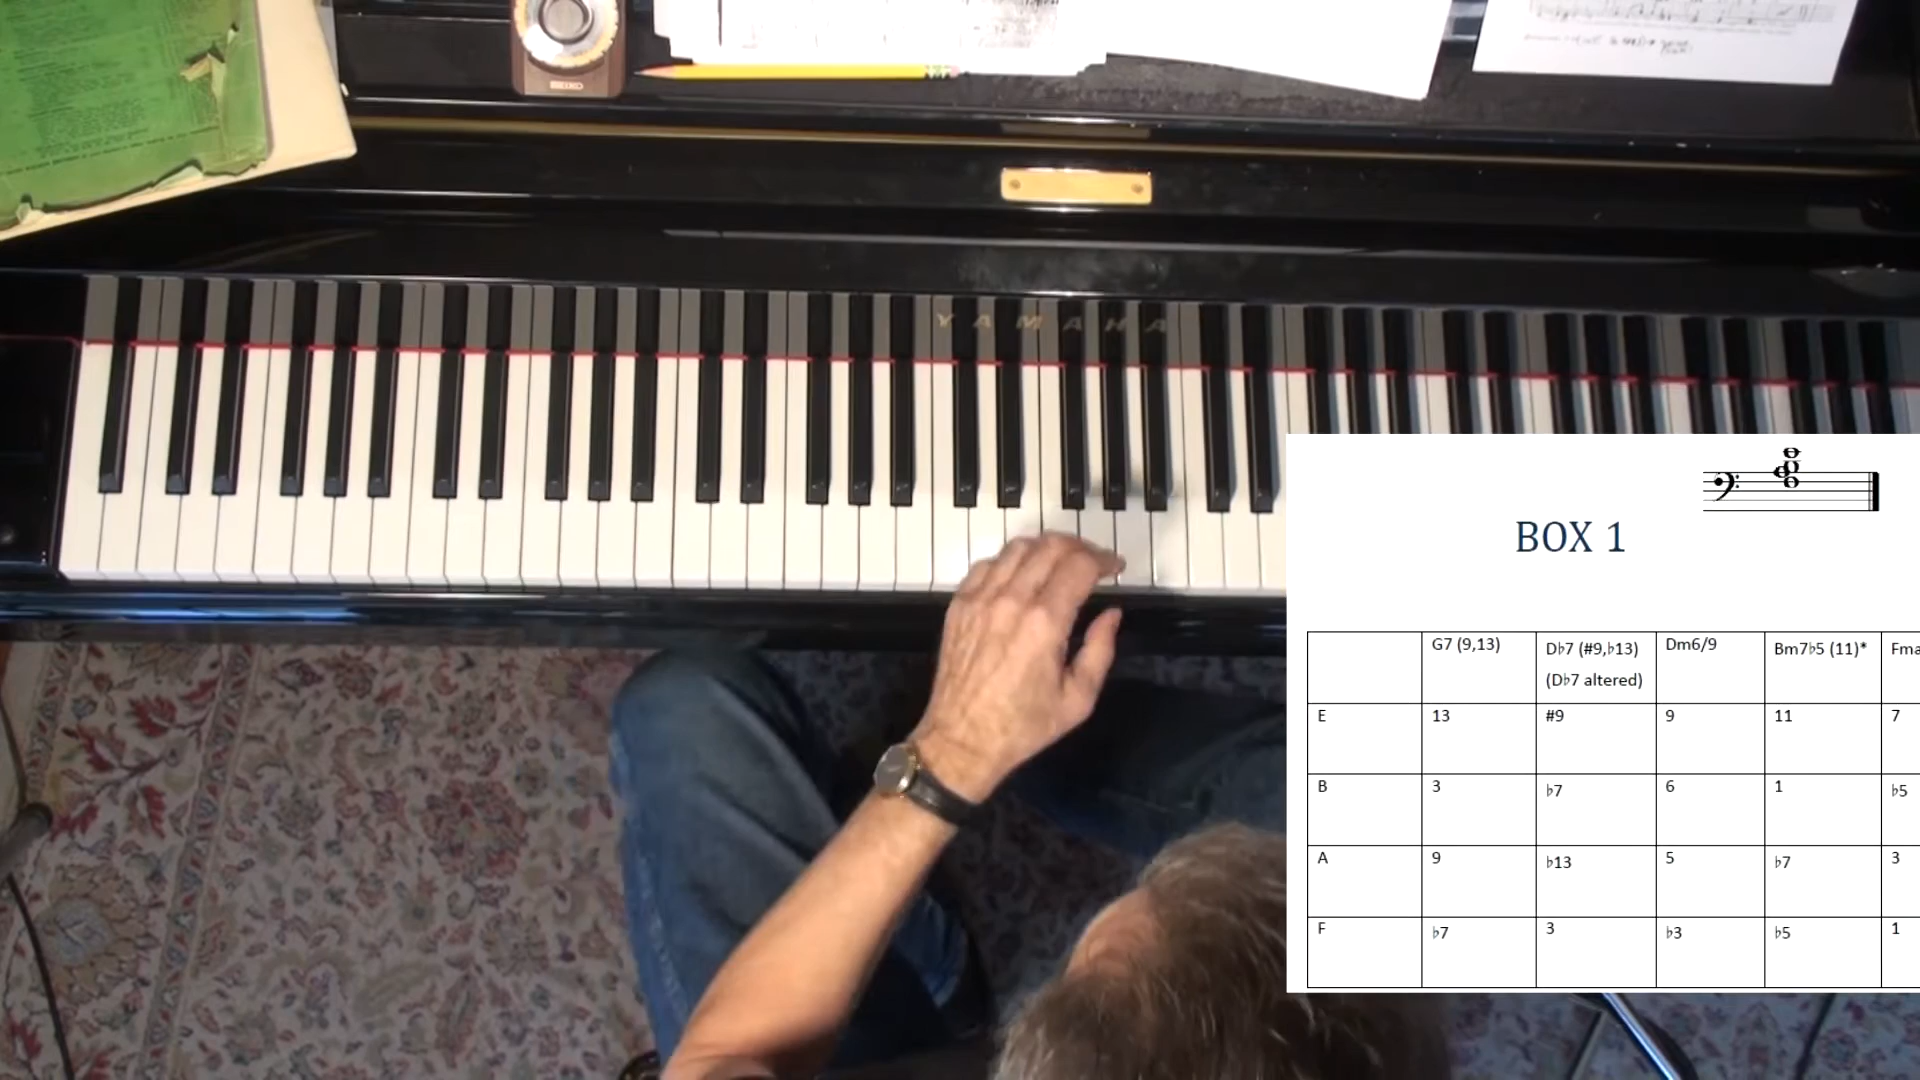 SEIKO
YAMAHA
BOX 1
G7 (9,13) D♭7 (#9,♭13) Dm6/9 Bm7♭5 (11)* Fma
(D♭7 altered)
E 13 #9 9 11 7
B 3 ♭7 6 1 ♭5
A 9 ♭13 5 ♭7 3
F ♭7 3 ♭3 ♭5 1